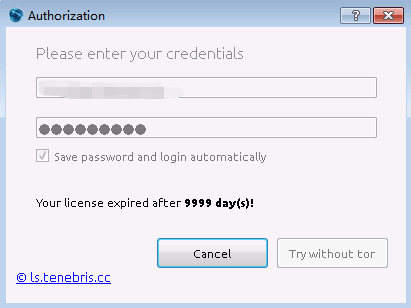 Authorization
Please enter your credentials
Save password and login automatically
Your license expired after 9999 day(s)!
Cancel
Try without tor
© ls.tenebris.cc